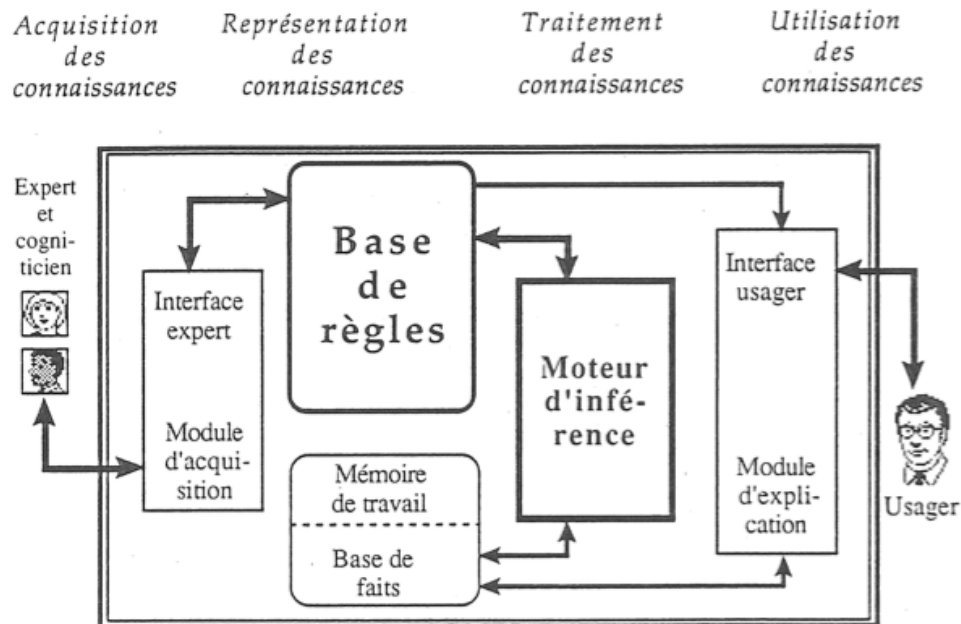 Acquisition
des
connaissances
Représentation
des
connaissances
Traitement
des
connaissances
Utilisation
des
connaissances
Expert
et
cogni-
ticien
Interface
expert
Module
d'acqui-
sition
Base
de
règles
Mémoire
de travail
Base de
faits
Moteur
d'infé-
rence
Interface
usager
Module
d'expli-
cation
Usager